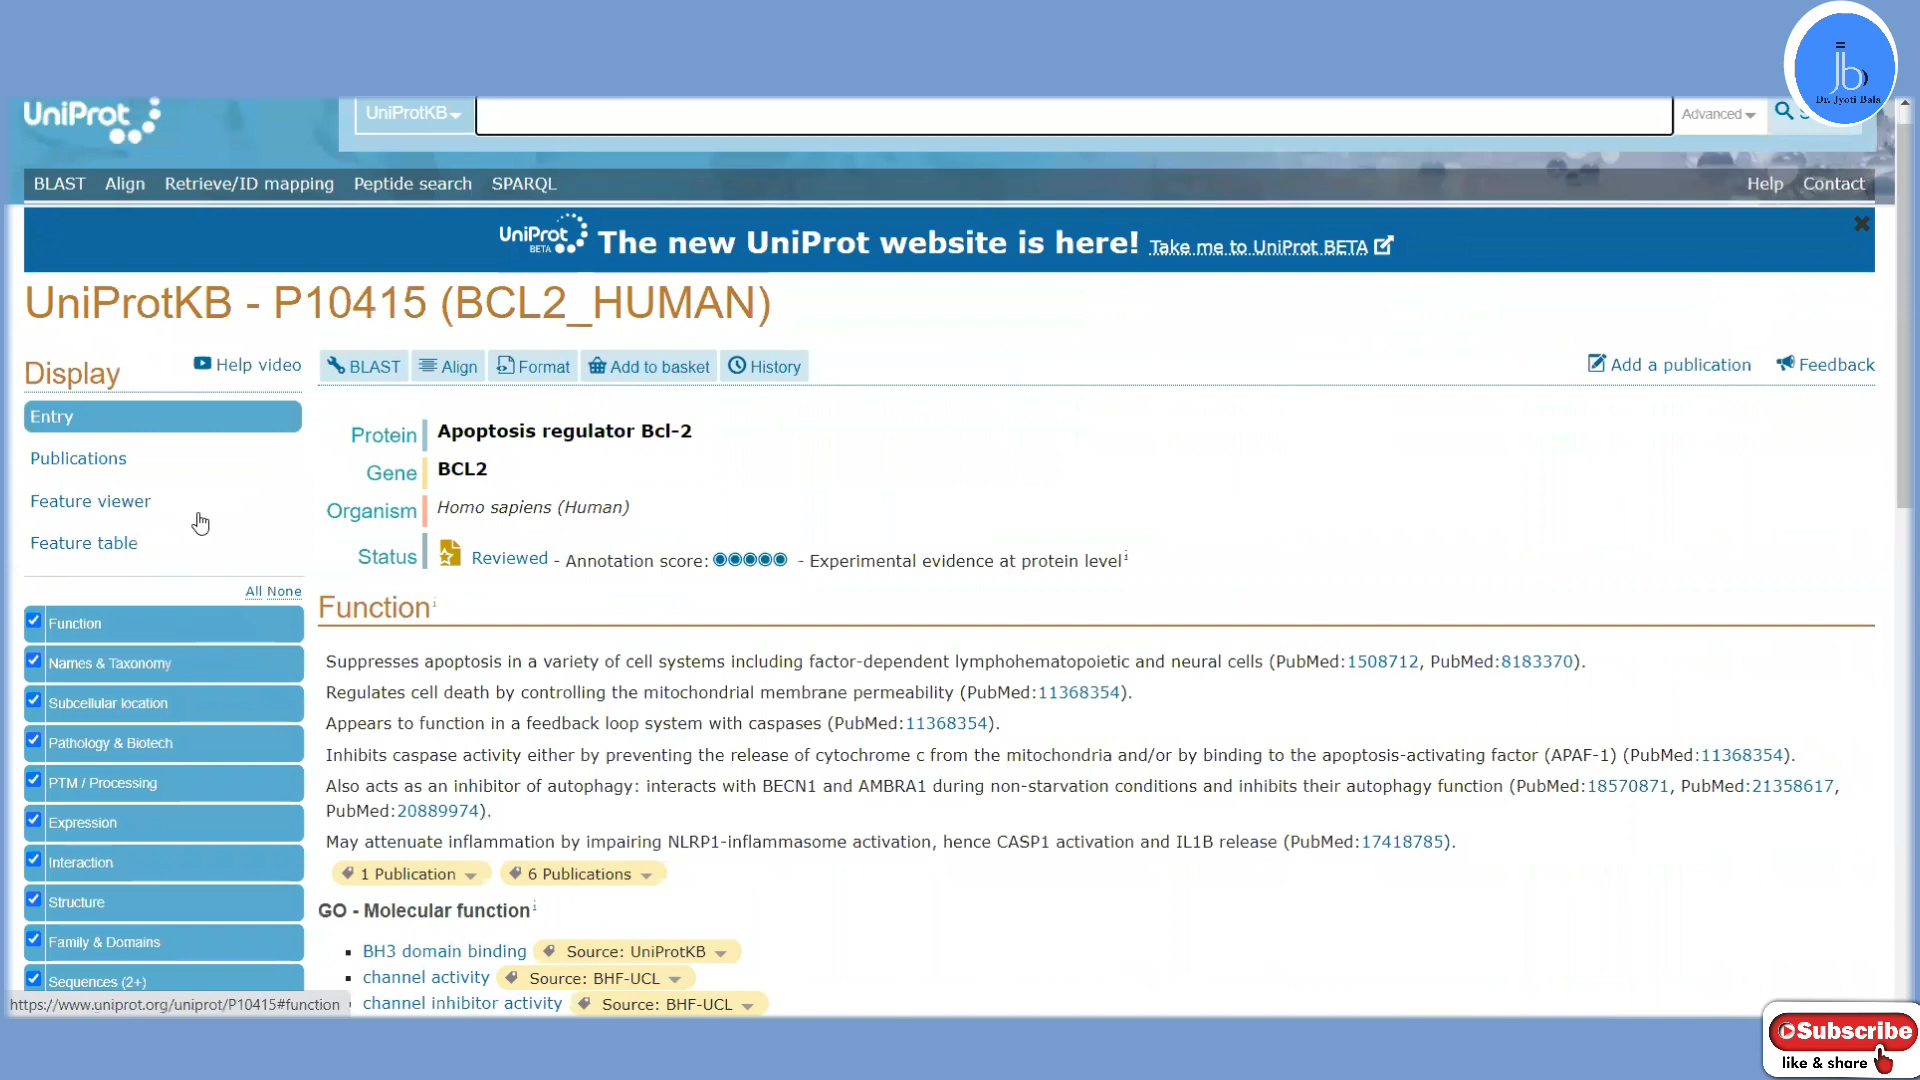 Dr. Jyoti Bala
UniProt
UniProtKB
Advanced
BLAST Align Retrieve/ID mapping Peptide search SPARQL Help Contact
UniProt BETA The new UniProt website is here! Take me to UniProt BETA
UniProtKB - P10415 (BCL2_HUMAN)
Display Help video
BLAST Align Format Add to basket History Add a publication Feedback
Entry
Publications
Feature viewer
Feature table
All None
Function
Names & Taxonomy
Subcellular location
Pathology & Biotech
PTM / Processing
Expression
Interaction
Structure
Family & Domains
Sequences (2+)
https://www.uniprot.org/uniprot/P10415#function
Protein Apoptosis regulator Bcl-2
Gene BCL2
Organism Homo sapiens (Human)
Status Reviewed - Annotation score: - Experimental evidence at protein level i
Function i
Suppresses apoptosis in a variety of cell systems including factor-dependent lymphohematopoietic and neural cells (PubMed:1508712, PubMed:8183370).
Regulates cell death by controlling the mitochondrial membrane permeability (PubMed:11368354).
Appears to function in a feedback loop system with caspases (PubMed:11368354).
Inhibits caspase activity either by preventing the release of cytochrome c from the mitochondria and/or by binding to the apoptosis-activating factor (APAF-1) (PubMed:11368354).
Also acts as an inhibitor of autophagy: interacts with BECN1 and AMBRA1 during non-starvation conditions and inhibits their autophagy function (PubMed:18570871, PubMed:21358617,
PubMed:20889974).
May attenuate inflammation by impairing NLRP1-inflammasome activation, hence CASP1 activation and IL1B release (PubMed:17418785).
1 Publication 6 Publications
GO - Molecular function i
BH3 domain binding Source: UniProtKB
channel activity Source: BHF-UCL
channel inhibitor activity Source: BHF-UCL
Subscribe
like & share